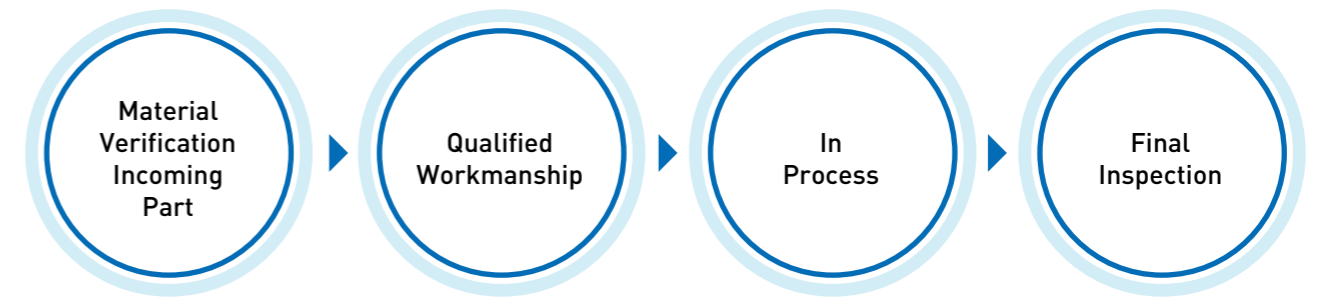 Material
Verification
Incoming
Part
Qualified
Workmanship
In
Process
Final
Inspection